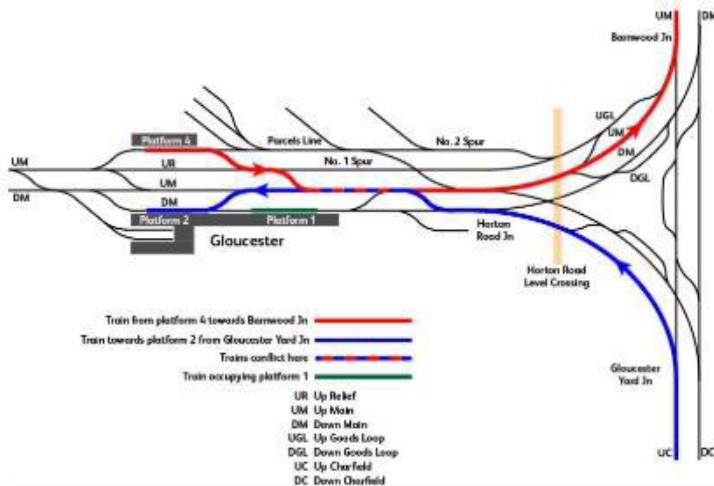 UM
DM
Barnwood Jn
UGL
UM
DM
DGL
Platform 4
Parcels Line
No. 2 Spur
UM
UR
No. 1 Spur
UM
DM
DM
Platform 2
Platform 1
Gloucester
Horton
Road Jn
Horton Road
Level Crossing
Train from platform 4 towards Barnwood Jn
Train towards platform 2 from Gloucester Yard Jn
Trains conflict here
Train occupying platform 1
Gloucester
Yard Jn
UR Up Relief
UM Up Main
DM Down Main
UGL Up Goods Loop
DGL Down Goods Loop
UC Up Charfield
DC Down Charfield
UC
DC